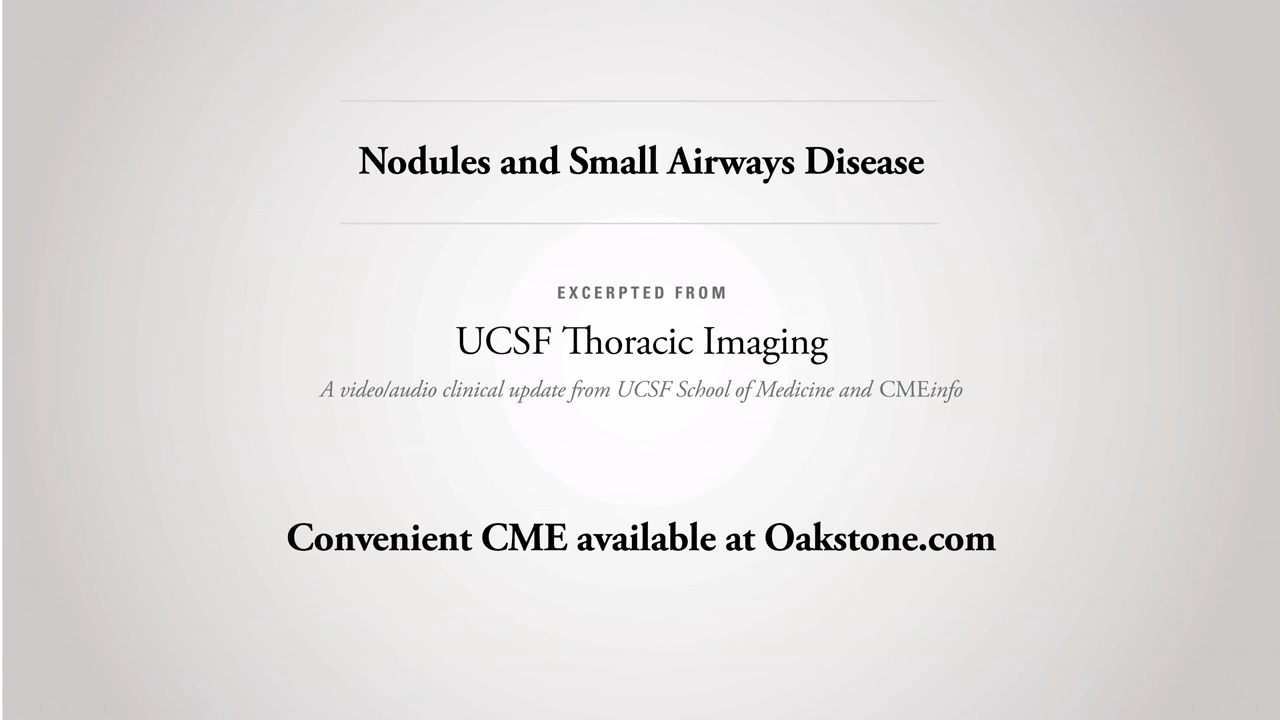 Nodules and Small Airways Disease
EXCERPTED FROM
UCSF Thoracic Imaging
A video/audio clinical update from UCSF School of Medicine and CMEinfo
Convenient CME available at Oakstone.com